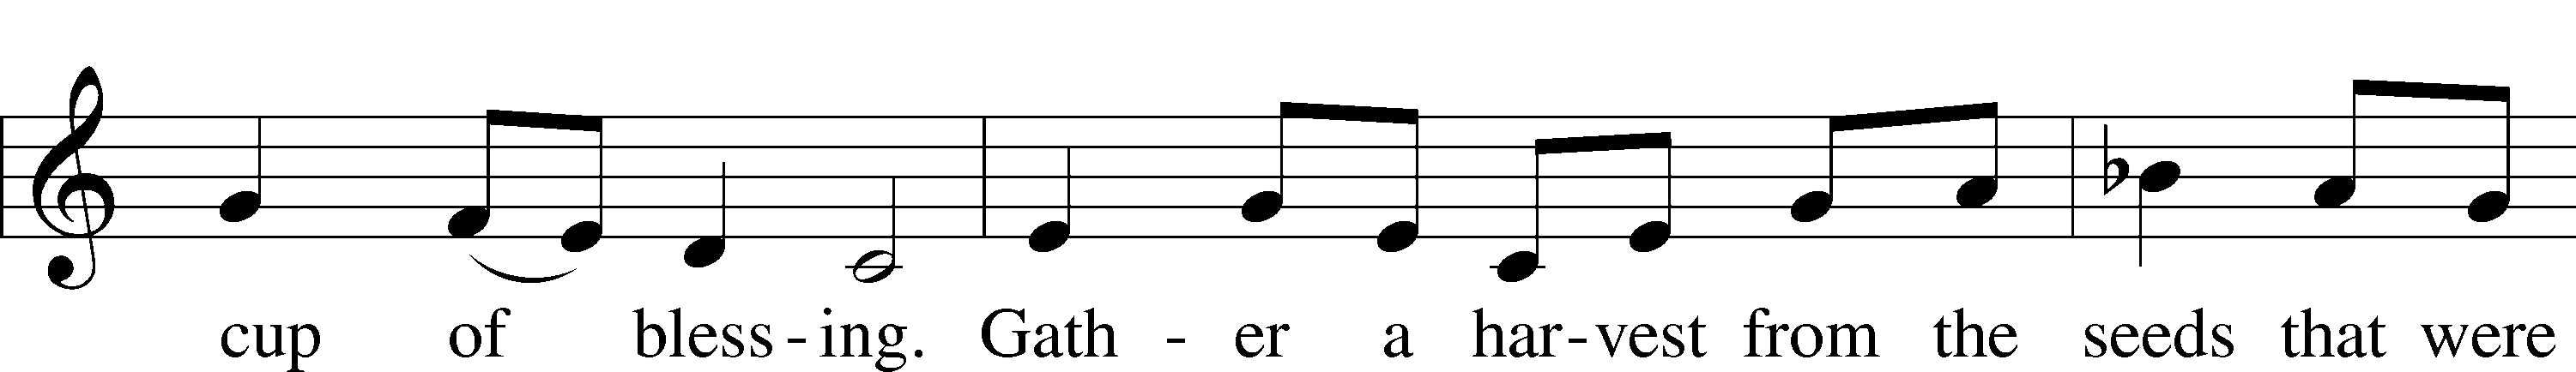 cup of bless - ing. Gath - er a har - vest from the seeds that were